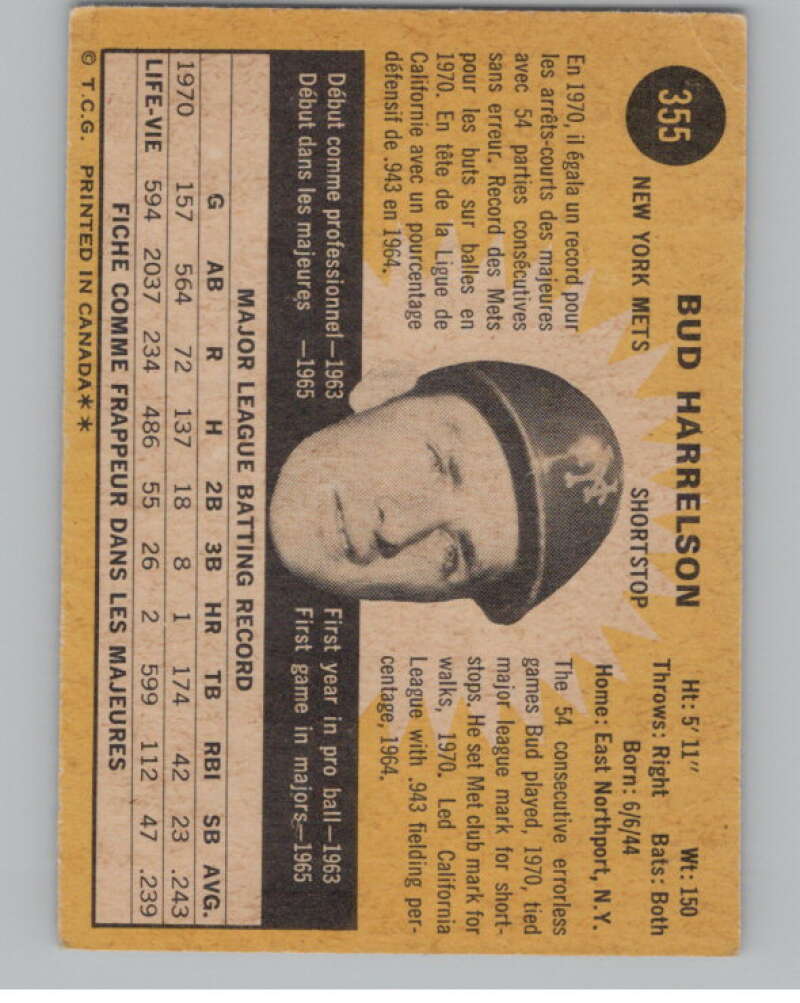 355
BUD HARRELSON
NEW YORK METS
SHORTSTOP
Ht: 5'11" Wt: 150
Throws: Right Bats: Both
Born: 6/6/44
Home: East Northport, N.Y.
En 1970, il égala un record pour
les arrêts-courts des majeures
avec 54 parties consécutives
sans erreur. Record des Mets
pour les buts sur balles en
1970. En tête de la Ligue de
Californie avec un pourcentage
défensif de .943 en 1964.
NY
The 54 consecutive errorless
games Bud played, 1970, tied
major league mark for short-
stops. He set Met club mark for
walks, 1970. Led California
League with .943 fielding per-
centage, 1964.
Début comme professionnel—1963
Début dans les majeures —1965
First year in pro ball—1963
First game in majors—1965
MAJOR LEAGUE BATTING RECORD
G AB R H 2B 3B HR TB RBI SB AVG.
1970 157 564 72 137 18 8 1 174 42 23 .243
LIFE-VIE 594 2037 234 486 55 26 2 599 112 47 .239
FICHE COMME FRAPPEUR DANS LES MAJEURES
© T.C.G. PRINTED IN CANADA**